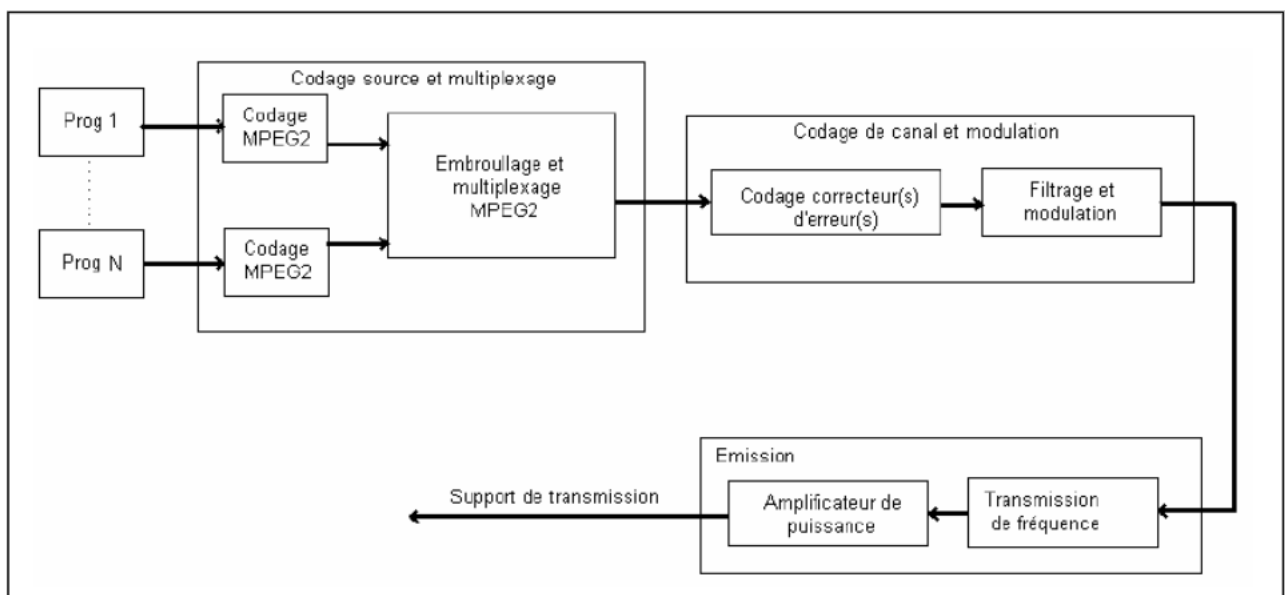 Codage source et multiplexage
Prog 1
Codage
MPEG2
Embroullage et
multiplexage
MPEG2
Prog N
Codage
MPEG2
Codage de canal et modulation
Codage correcteur(s)
d'erreur(s)
Filtrage et
modulation
Emission
Transmission
de fréquence
Amplificateur de
puissance
Support de transmission